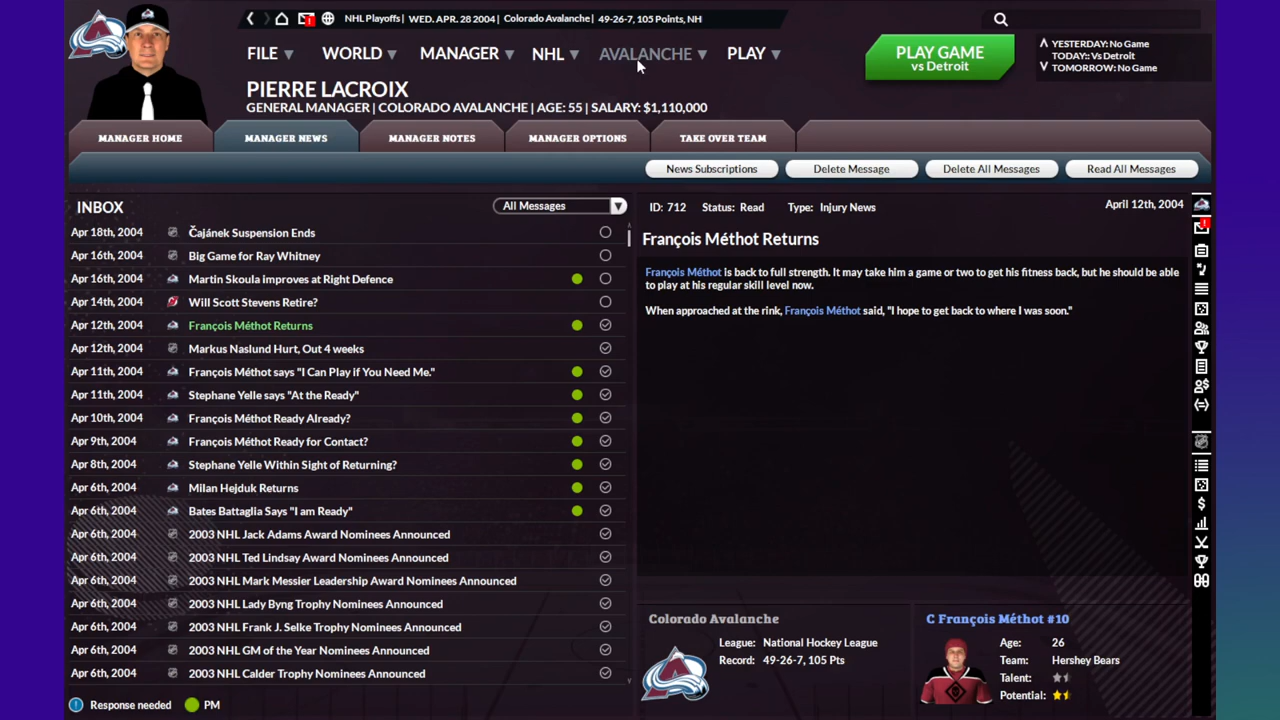 NHL Playoffs | WED. APR. 28 2004 | Colorado Avalanche | 49-26-7, 105 Points, NH
FILE WORLD MANAGER NHL AVALANCHE PLAY
PLAY GAME
vs Detroit
YESTERDAY: No Game
TODAY:: Vs Detroit
TOMORROW: No Game
PIERRE LACROIX
GENERAL MANAGER | COLORADO AVALANCHE | AGE: 55 | SALARY: $1,110,000
MANAGER HOME MANAGER NEWS MANAGER NOTES MANAGER OPTIONS TAKE OVER TEAM
News Subscriptions Delete Message Delete All Messages Read All Messages
INBOX All Messages
Apr 18th, 2004 Čajánek Suspension Ends
Apr 16th, 2004 Big Game for Ray Whitney
Apr 16th, 2004 Martin Skoula improves at Right Defence
Apr 14th, 2004 Will Scott Stevens Retire?
Apr 12th, 2004 François Méthot Returns
Apr 12th, 2004 Markus Naslund Hurt, Out 4 weeks
Apr 11th, 2004 François Méthot says "I Can Play if You Need Me."
Apr 11th, 2004 Stephane Yelle says "At the Ready"
Apr 10th, 2004 François Méthot Ready Already?
Apr 9th, 2004 François Méthot Ready for Contact?
Apr 8th, 2004 Stephane Yelle Within Sight of Returning?
Apr 6th, 2004 Milan Hejduk Returns
Apr 6th, 2004 Bates Battaglia Says "I am Ready"
Apr 6th, 2004 2003 NHL Jack Adams Award Nominees Announced
Apr 6th, 2004 2003 NHL Ted Lindsay Award Nominees Announced
Apr 6th, 2004 2003 NHL Mark Messier Leadership Award Nominees Announced
Apr 6th, 2004 2003 NHL Lady Byng Trophy Nominees Announced
Apr 6th, 2004 2003 NHL Frank J. Selke Trophy Nominees Announced
Apr 6th, 2004 2003 NHL GM of the Year Nominees Announced
Apr 6th, 2004 2003 NHL Calder Trophy Nominees Announced
Response needed PM
ID: 712 Status: Read Type: Injury News April 12th, 2004
François Méthot Returns
François Méthot is back to full strength. It may take him a game or two to get his fitness back, but he should be able
to play at his regular skill level now.
When approached at the rink, François Méthot said, "I hope to get back to where I was soon."
Colorado Avalanche
League: National Hockey League
Record: 49-26-7, 105 Pts
C François Méthot #10
Age: 26
Team: Hershey Bears
Talent:
Potential: